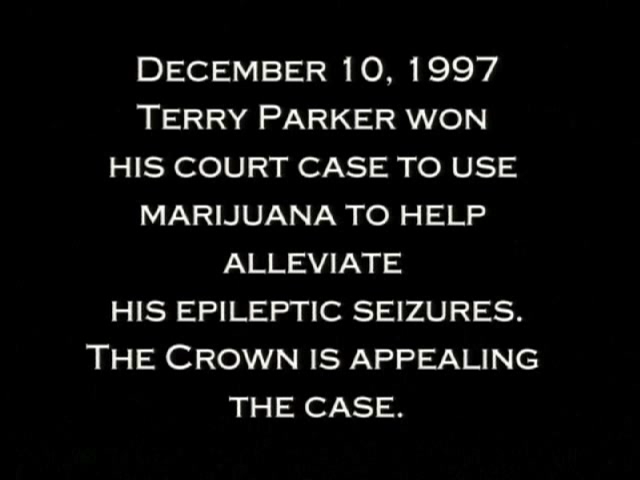 December 10, 1997
Terry Parker won
his court case to use
marijuana to help
alleviate
his epileptic seizures.
The Crown is appealing
the case.